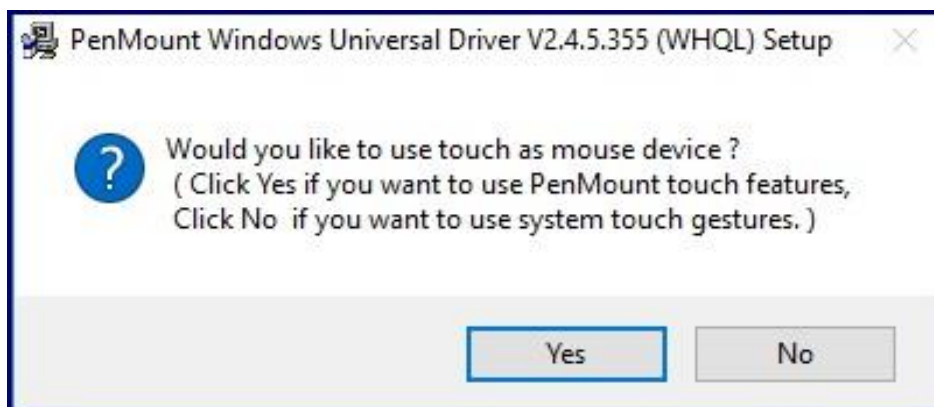 PenMount Windows Universal Driver V2.4.5.355 (WHQL) Setup
Would you like to use touch as mouse device ?
( Click Yes if you want to use PenMount touch features,
Click No  if you want to use system touch gestures. )
Yes
No